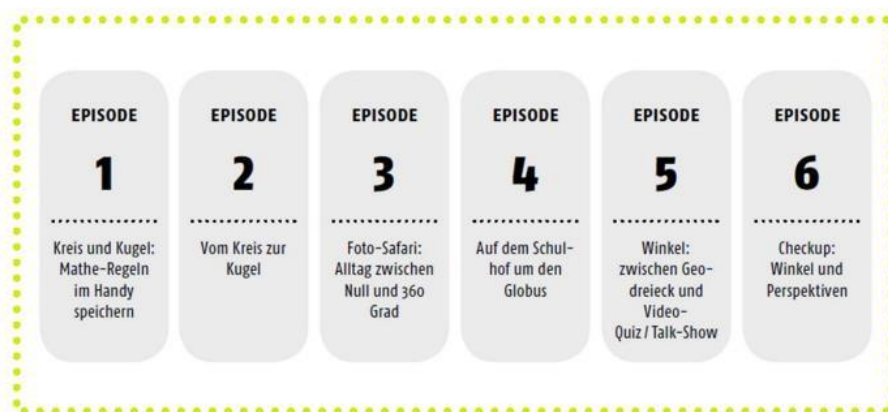 EPISODE
1
Kreis und Kugel:
Mathe-Regeln
im Handy
speichern
EPISODE
2
Vom Kreis zur
Kugel
EPISODE
3
Foto-Safari:
Alltag zwischen
Null und 360
Grad
EPISODE
4
Auf dem Schul-
hof um den
Globus
EPISODE
5
Winkel:
zwischen Geo-
dreieck und
Video-
Quiz / Talk-Show
EPISODE
6
Checkup:
Winkel und
Perspektiven